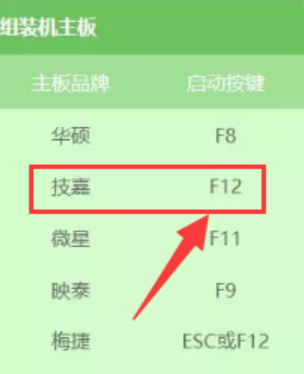 组装机主板
主板品牌 启动按键
华硕 F8
技嘉 F12
微星 F11
映泰 F9
梅捷 ESC或F12